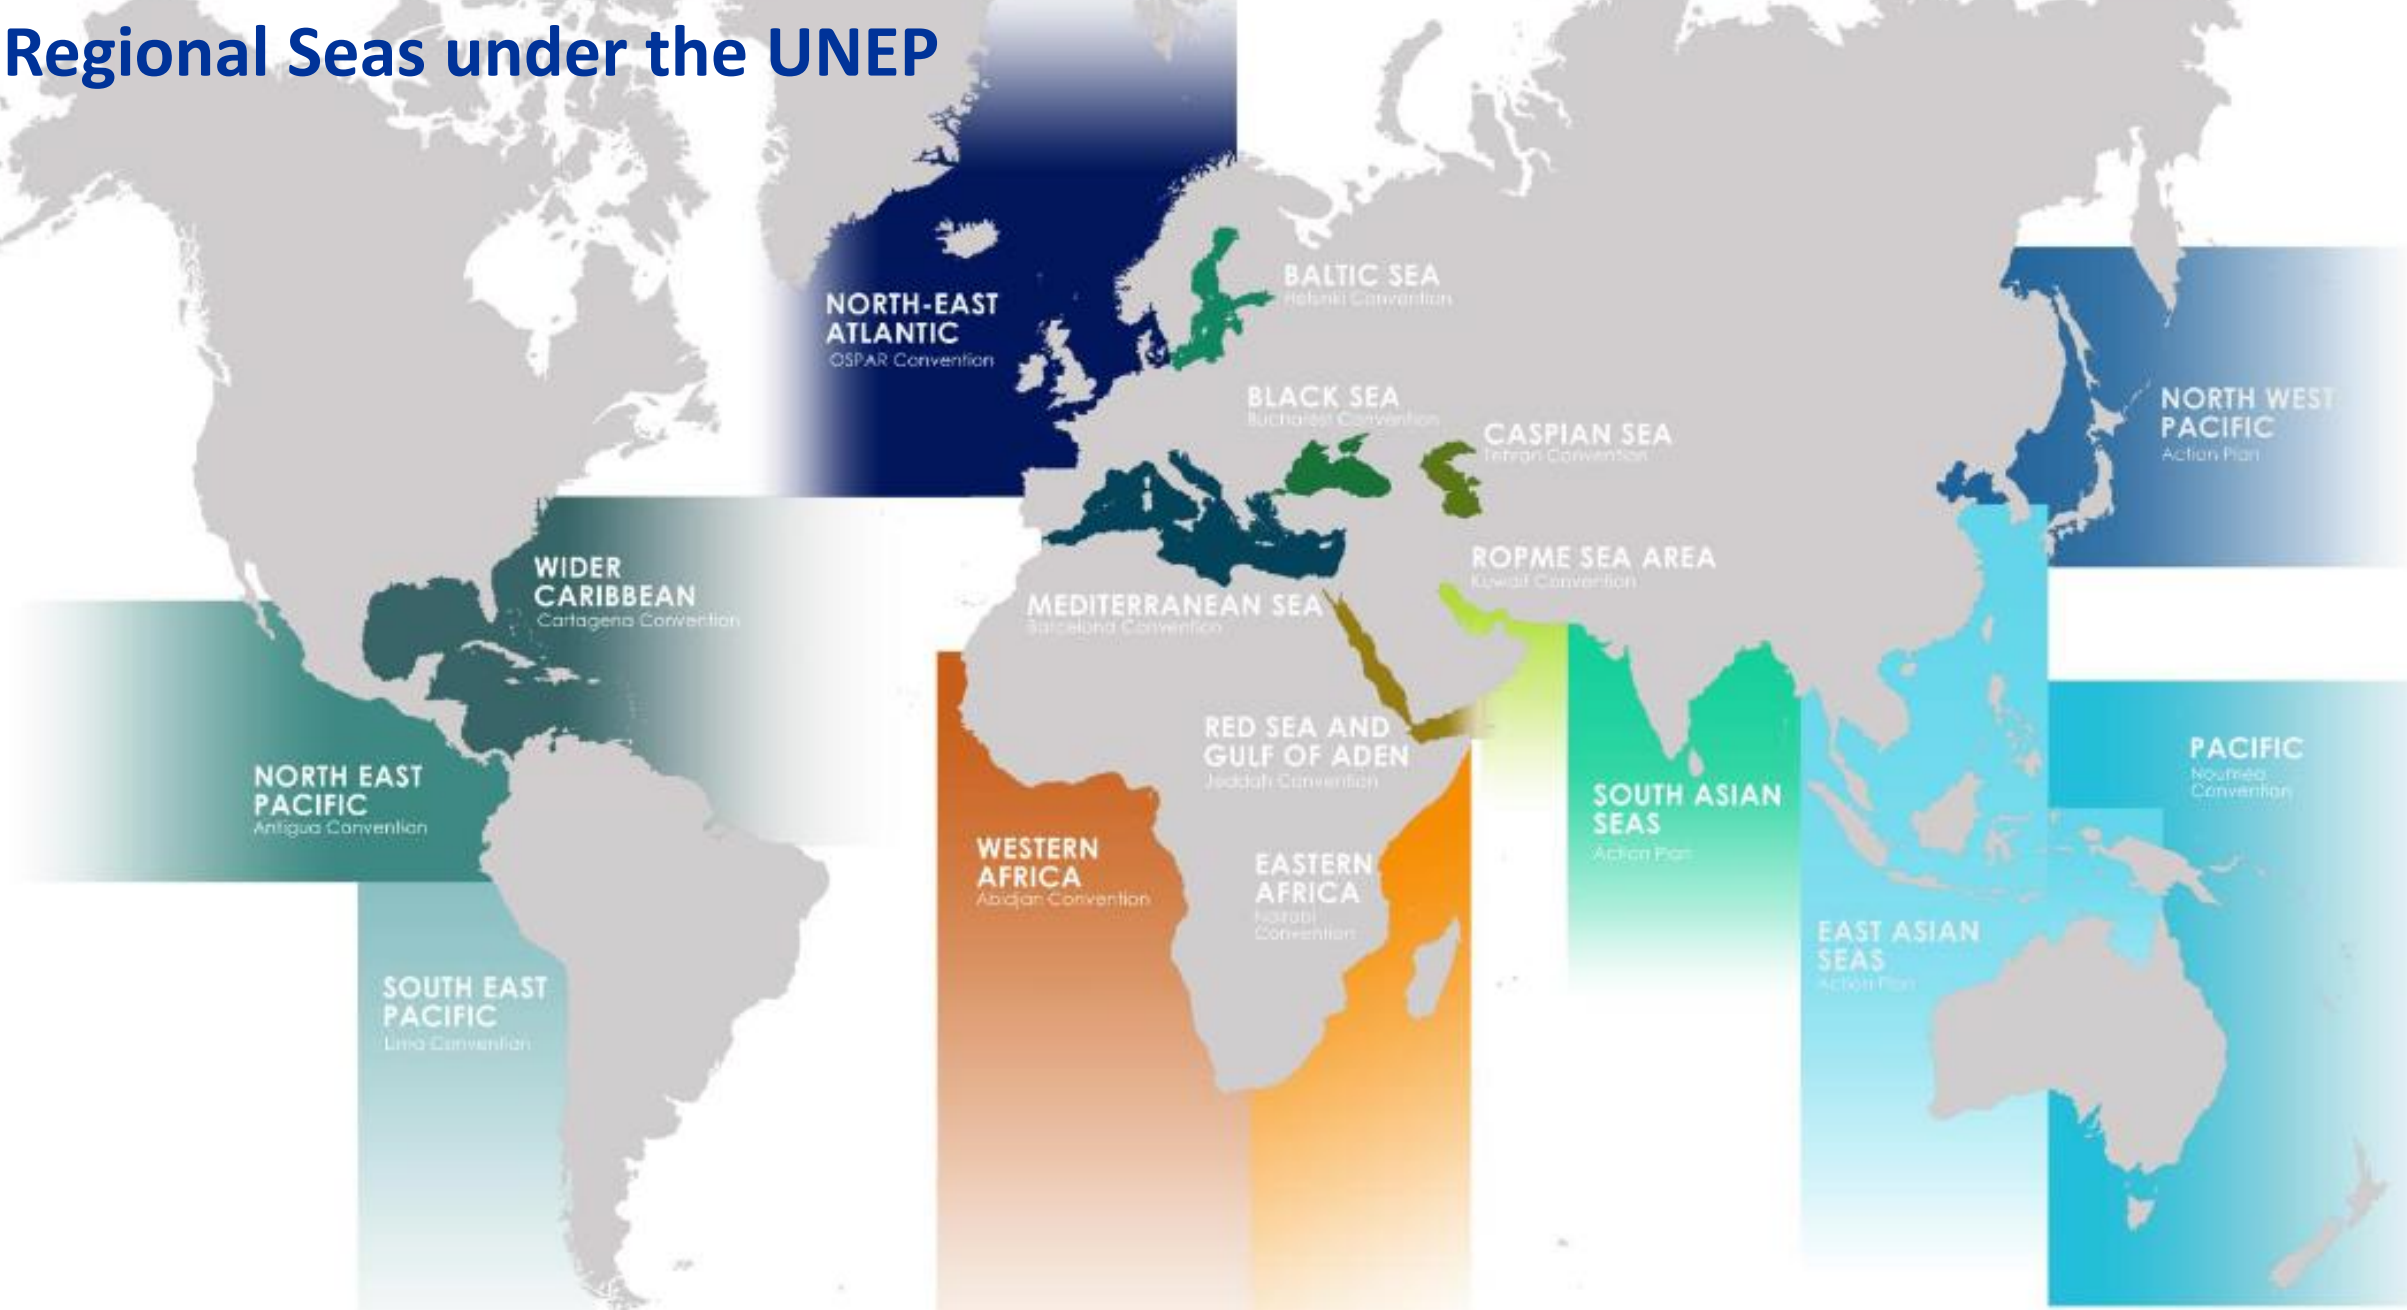 Regional Seas under the UNEP
NORTH-EAST
ATLANTIC
OSPAR Convention
BALTIC SEA
Helsinki Convention
BLACK SEA
Bucharest Convention
CASPIAN SEA
Tehran Convention
NORTH WEST
PACIFIC
Action Plan
WIDER
CARIBBEAN
Cartagena Convention
MEDITERRANEAN SEA
Barcelona Convention
ROPME SEA AREA
Kuwait Convention
RED SEA AND
GULF OF ADEN
Jeddah Convention
NORTH EAST
PACIFIC
Antigua Convention
SOUTH ASIAN
SEAS
Action Plan
PACIFIC
Noumea
Convention
WESTERN
AFRICA
Abidjan Convention
EASTERN
AFRICA
Nairobi
Convention
EAST ASIAN
SEAS
Action Plan
SOUTH EAST
PACIFIC
Lima Convention